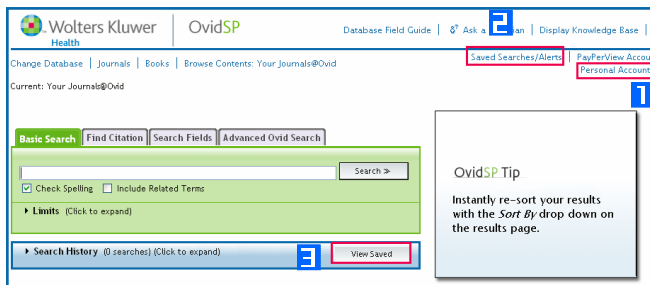 Wolters Kluwer
Health
OvidSP
Database Field Guide | Ask a | Display Knowledge Base |
2
Change Database | Journals | Books | Browse Contents: Your Journals@Ovid
Saved Searches/Alerts | PayPerView
Personal Account
Current: Your Journals@Ovid
1
Basic Search Find Citation Search Fields Advanced Ovid Search
Search »
Check Spelling Include Related Terms
Limits (Click to expand)
Search History (0 searches) (Click to expand)
3
View Saved
OvidSP Tip
Instantly re-sort your results
with the Sort By drop down on
the results page.